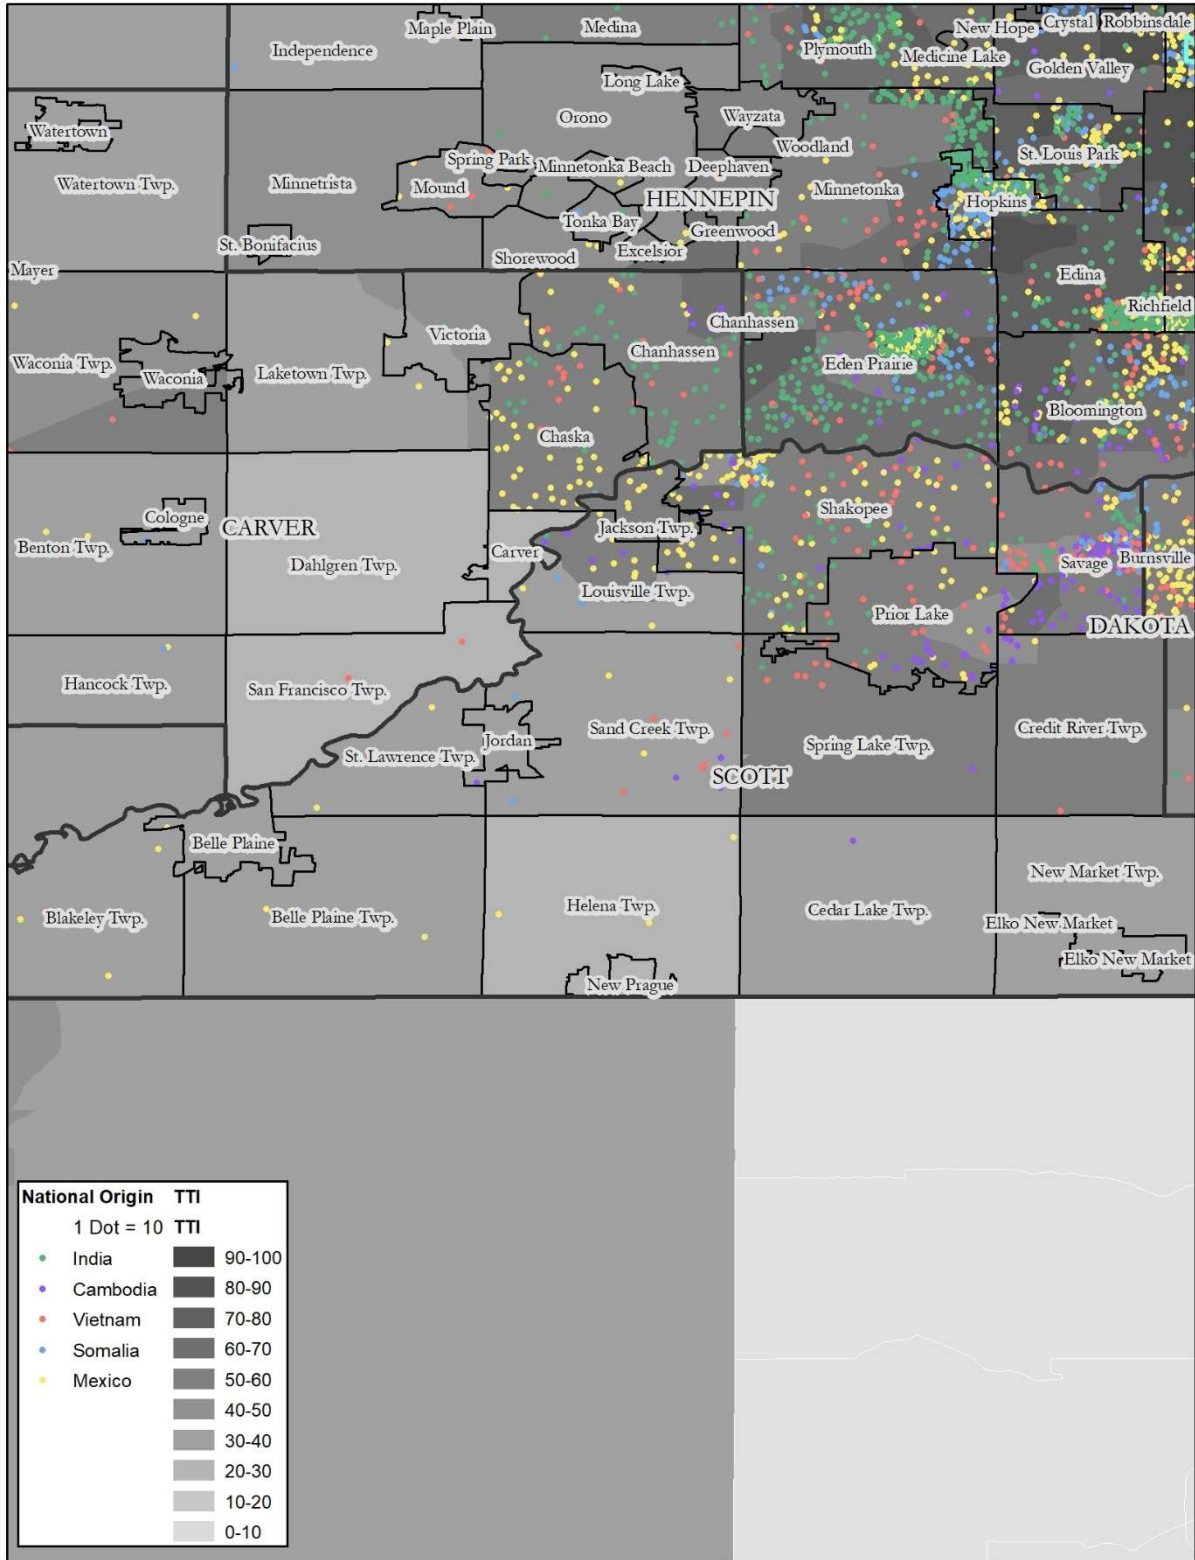 Maple Plain
Medina
New Hope
Crystal
Robbinsdale
Independence
Plymouth
Medicine Lake
Golden Valley
Long Lake
Watertown
Orono
Wayzata
Woodland
St. Louis Park
Watertown Twp.
Minnetrista
Spring Park
Mound
Minnetonka Beach
Deephaven
Minnetonka
HENNEPIN
Hopkins
Tonka Bay
Greenwood
St. Bonifacius
Shorewood
Excelsior
Edina
Mayer
Richfield
Victoria
Chanhassen
Chanhassen
Waconia Twp.
Waconia
Laketown Twp.
Eden Prairie
Chaska
Bloomington
Cologne
CARVER
Shakopee
Benton Twp.
Dahlgren Twp.
Carver
Jackson Twp.
Savage
Burnsville
Louisville Twp.
Prior Lake
DAKOTA
Hancock Twp.
San Francisco Twp.
Sand Creek Twp.
Credit River Twp.
Jordan
St. Lawrence Twp.
Spring Lake Twp.
SCOTT
Belle Plaine
New Market Twp.
Blakeley Twp.
Belle Plaine Twp.
Helena Twp.
Cedar Lake Twp.
Elko New Market
Elko New Market
New Prague
National Origin TTI
1 Dot = 10 TTI
India 90-100
Cambodia 80-90
Vietnam 70-80
Somalia 60-70
Mexico 50-60
40-50
30-40
20-30
10-20
0-10